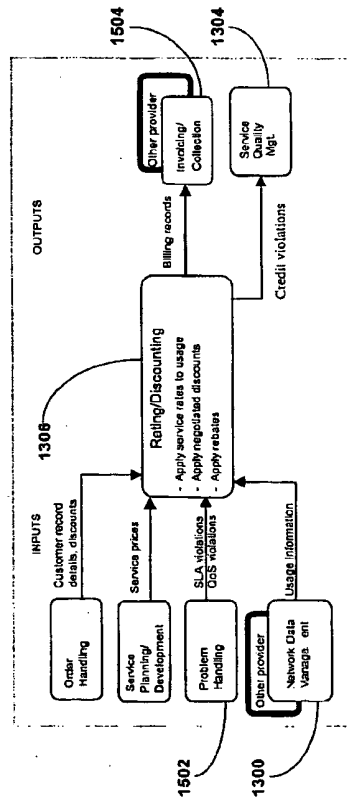 INPUTS
OUTPUTS
Order
Handling
Customer record
details, discounts
Service
Planning/
Development
Service prices
Problem
Handling
SLA violations
QoS violations
Other provider
Network Data
Manage. ent
Usage information
1502
1300
1306
Rating/Discounting
- Apply service rates to usage
- Apply negotiated discounts
- Apply rebates
Billing records
Credit violations
Other provider
Invoicing/
Collection
1504
Service
Quality
Mgt.
1304